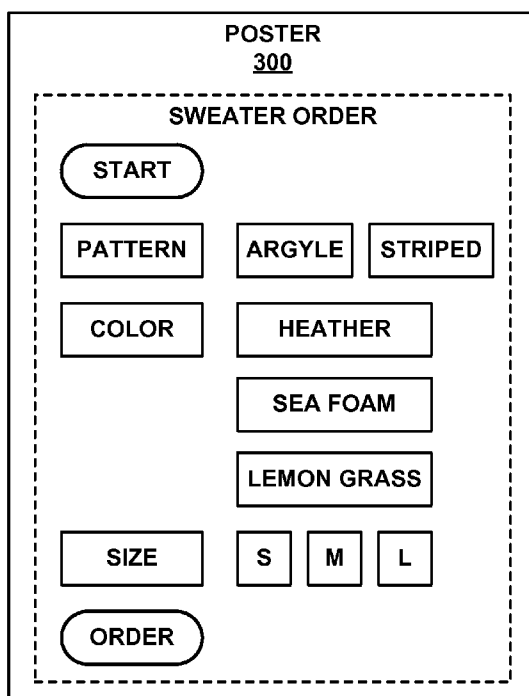 POSTER
300
SWEATER ORDER
START
PATTERN ARGYLE STRIPED
COLOR HEATHER
SEA FOAM
LEMON GRASS
SIZE S M L
ORDER